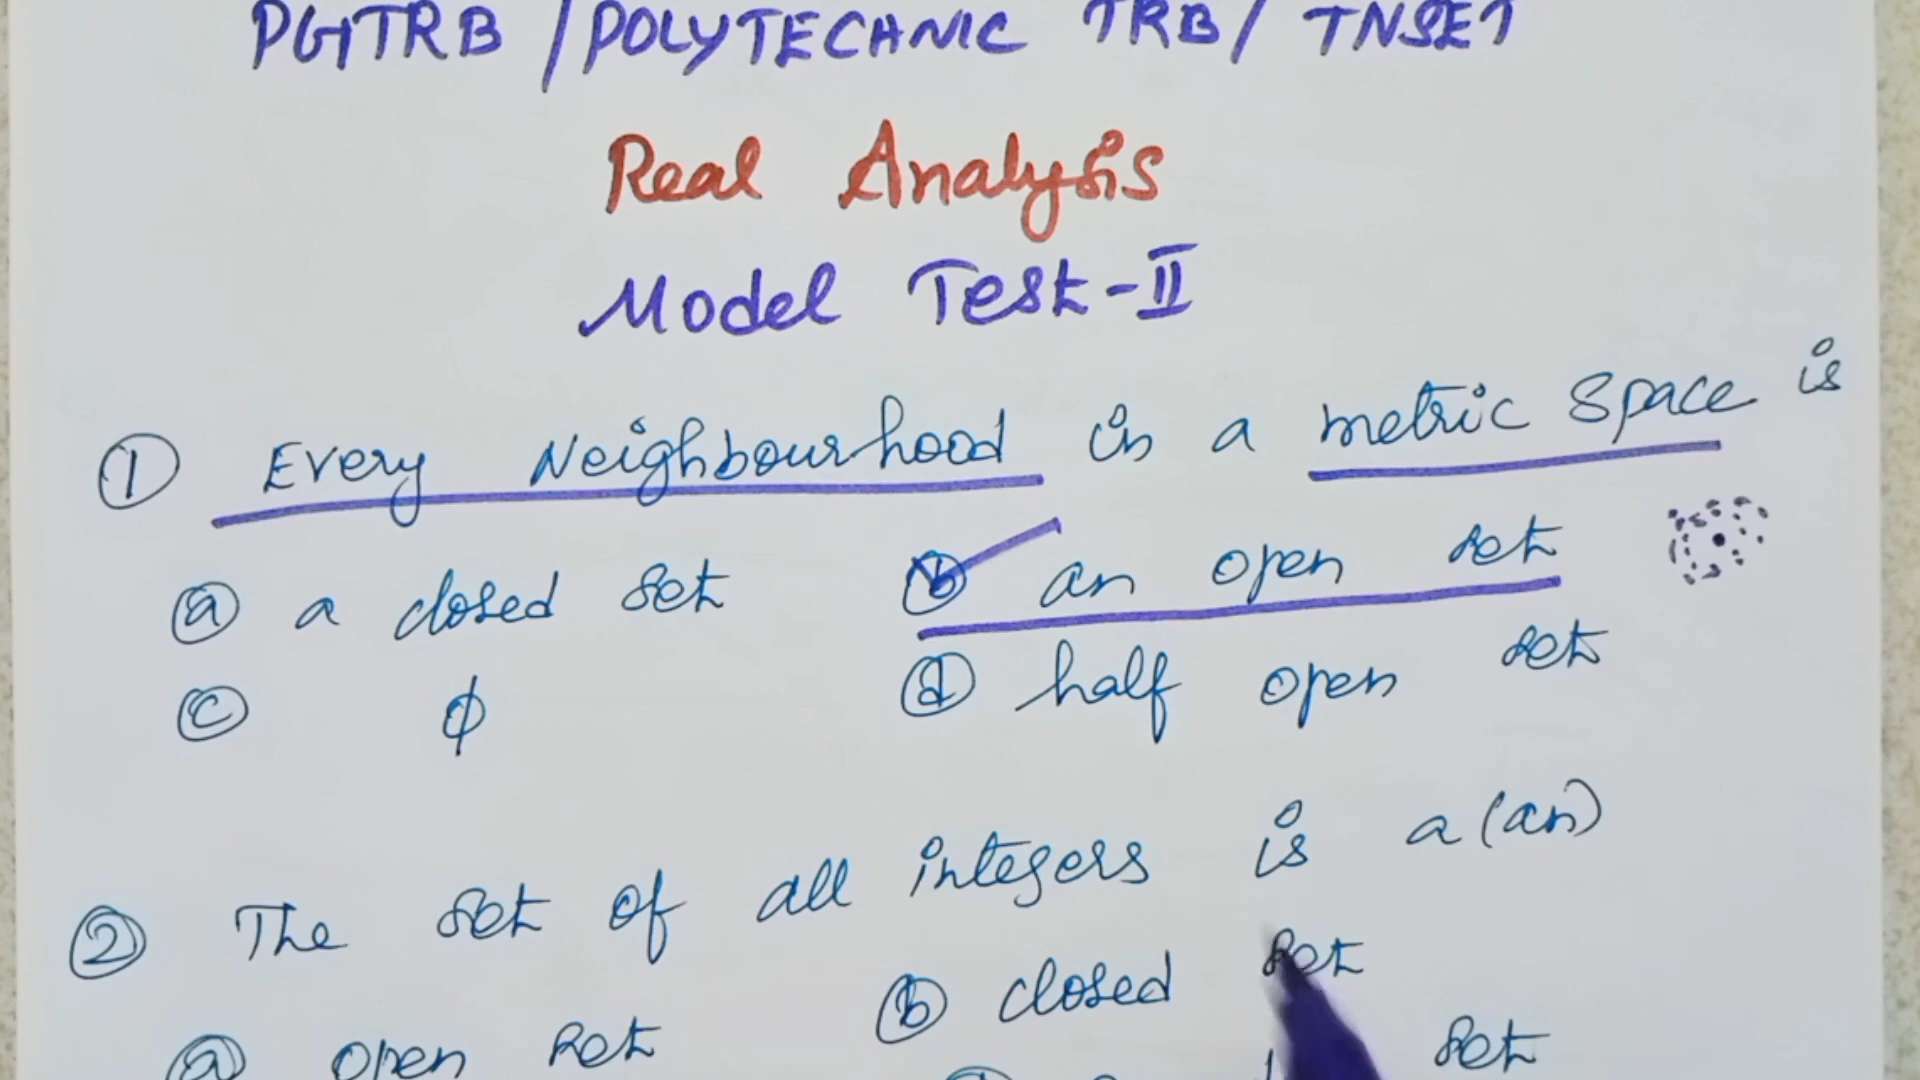 PGTRB / POLYTECHNIC TRB / TNSET
Real Analysis
Model Test-II
① Every Neighbourhood in a metric space is
ⓐ a closed set ⓑ an open set
ⓒ ϕ ⓓ half open set
② The set of all integers is a (an)
ⓐ open set ⓑ closed set
set